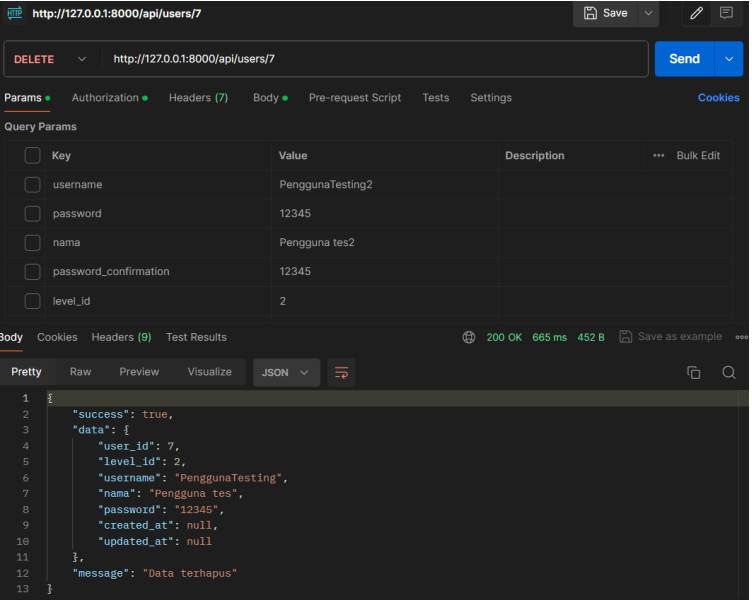 HTTP http://127.0.0.1:8000/api/users/7 Save
DELETE http://127.0.0.1:8000/api/users/7 Send
Params Authorization Headers (7) Body Pre-request Script Tests Settings Cookies
Query Params
Key Value Description ••• Bulk Edit
username PenggunaTesting2
password 12345
nama Pengguna tes2
password_confirmation 12345
level_id 2
Body Cookies Headers (9) Test Results 200 OK 665 ms 452 B Save as example
Pretty Raw Preview Visualize JSON
1 {
2 "success": true,
3 "data": {
4 "user_id": 7,
5 "level_id": 2,
6 "username": "PenggunaTesting",
7 "nama": "Pengguna tes",
8 "password": "12345",
9 "created_at": null,
10 "updated_at": null
11 },
12 "message": "Data terhapus"
13 }